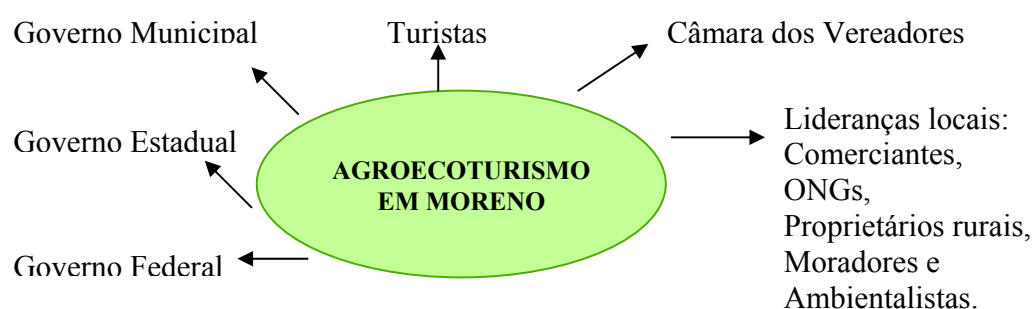 Governo Municipal
Turistas
Câmara dos Vereadores
Governo Estadual
AGROECOTURISMO
EM MORENO
Lideranças locais:
Comerciantes,
ONGs,
Proprietários rurais,
Moradores e
Ambientalistas.
Governo Federal